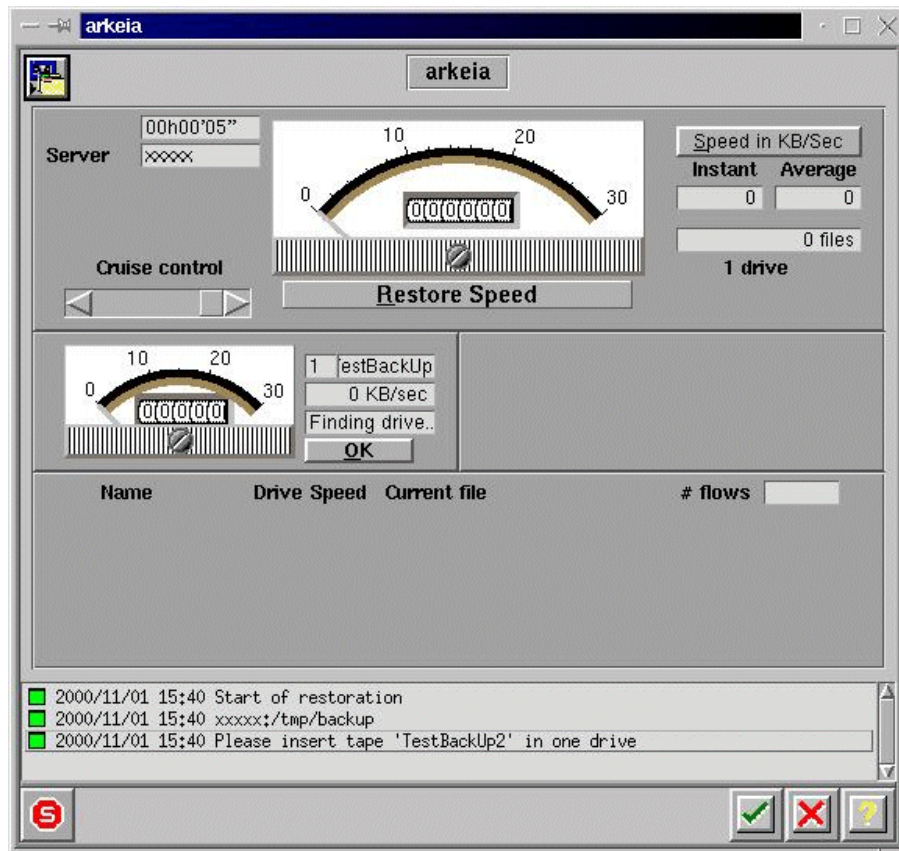 arkeia
arkeia
00h00'05"
Server xxxxx
10 20
0 30
000000
Speed in KB/Sec
Instant Average
0 0
0 files
1 drive
Cruise control
Restore Speed
10 20
0 30
00000
1 estBackUp
0 KB/sec
Finding drive..
OK
Name Drive Speed Current file # flows
2000/11/01 15:40 Start of restoration
2000/11/01 15:40 xxxxx:/tmp/backup
2000/11/01 15:40 Please insert tape 'TestBackUp2' in one drive
S
?